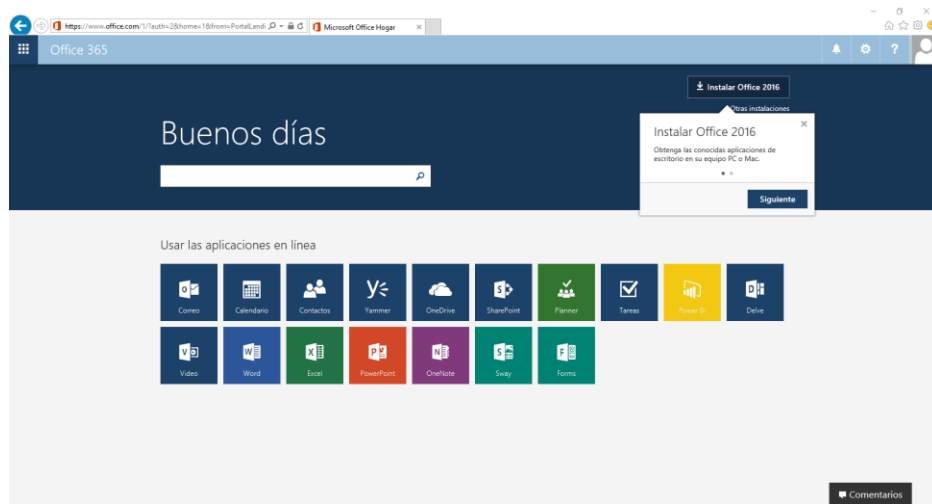 https://www.office.com/1/?auth=2&home=1&from=PortalLandi
Microsoft Office Hogar
Office 365
?
Instalar Office 2016
Otras instalaciones
Buenos días
Instalar Office 2016
Obtenga las conocidas aplicaciones de
escritorio en su equipo PC o Mac.
Siguiente
Usar las aplicaciones en línea
Correo
Calendario
Contactos
Yammer
OneDrive
SharePoint
Planner
Tareas
Power BI
Delve
Video
Word
Excel
PowerPoint
OneNote
Sway
Forms
Comentarios